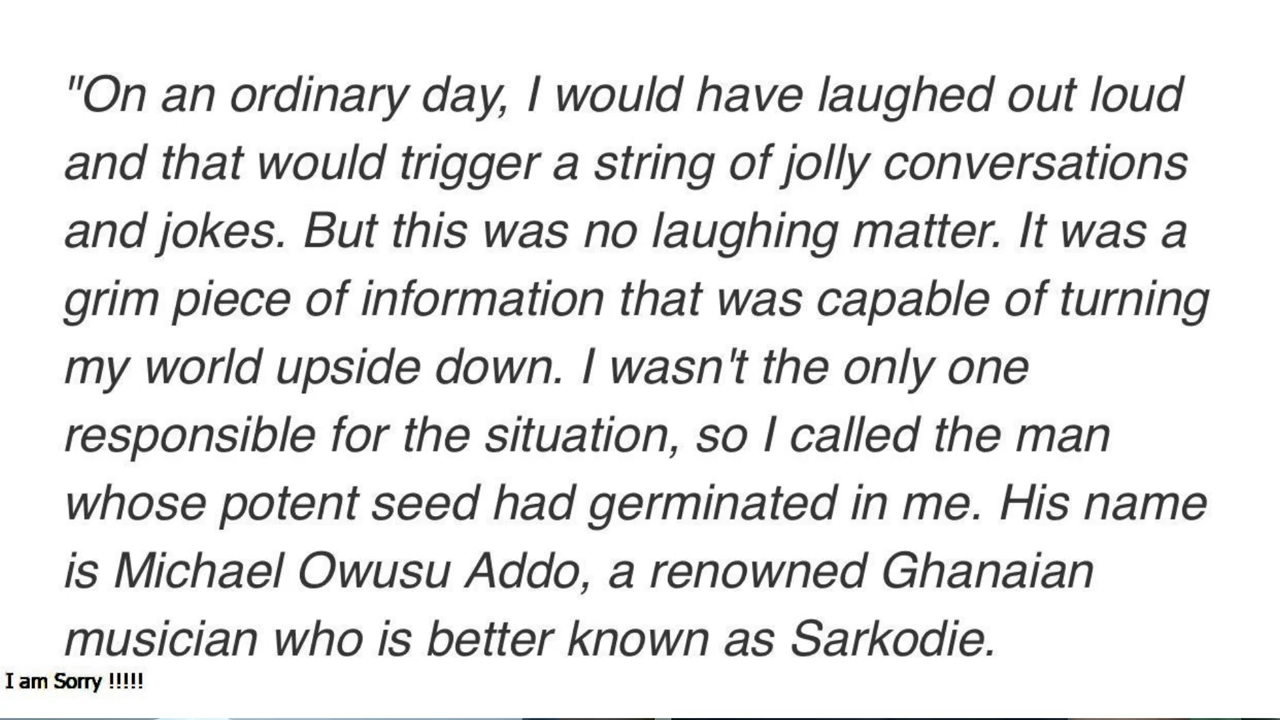 "On an ordinary day, I would have laughed out loud
and that would trigger a string of jolly conversations
and jokes. But this was no laughing matter. It was a
grim piece of information that was capable of turning
my world upside down. I wasn't the only one
responsible for the situation, so I called the man
whose potent seed had germinated in me. His name
is Michael Owusu Addo, a renowned Ghanaian
musician who is better known as Sarkodie.
I am Sorry !!!!!